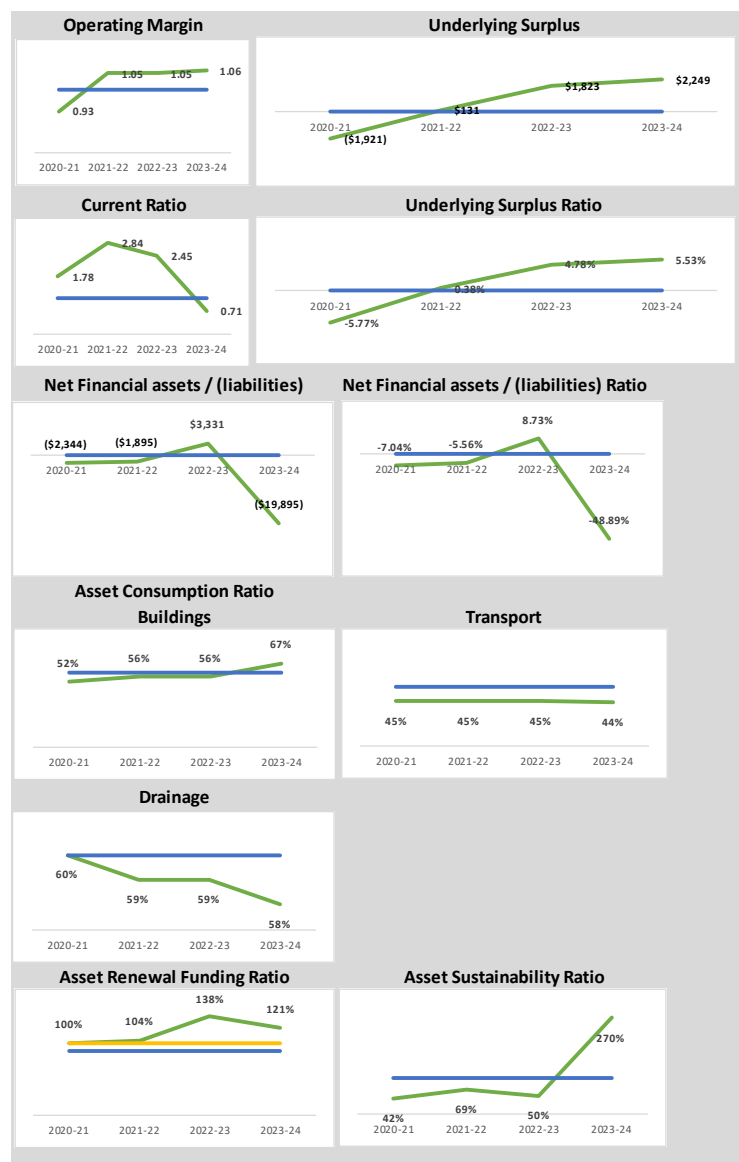 Operating Margin
1.05 1.05 1.06
0.93
2020-21 2021-22 2022-23 2023-24
Underlying Surplus
$2,249
$1,823
$131
2020-21 2021-22 2022-23 2023-24
($1,921)
Current Ratio
2.84
2.45
1.78
0.71
2020-21 2021-22 2022-23 2023-24
Underlying Surplus Ratio
5.53%
4.78%
0.38%
2020-21 2021-22 2022-23 2023-24
-5.77%
Net Financial assets / (liabilities)
$3,331
($2,344) ($1,895)
2020-21 2021-22 2022-23 2023-24
($19,895)
Net Financial assets / (liabilities) Ratio
8.73%
-7.04% -5.56%
2020-21 2021-22 2022-23 2023-24
-48.89%
Asset Consumption Ratio
Buildings
67%
52% 56% 56%
2020-21 2021-22 2022-23 2023-24
Transport
45% 45% 45% 44%
2020-21 2021-22 2022-23 2023-24
Drainage
60%
59% 59%
58%
2020-21 2021-22 2022-23 2023-24
Asset Renewal Funding Ratio
138%
121%
100% 104%
2020-21 2021-22 2022-23 2023-24
Asset Sustainability Ratio
270%
69%
42% 50%
2020-21 2021-22 2022-23 2023-24